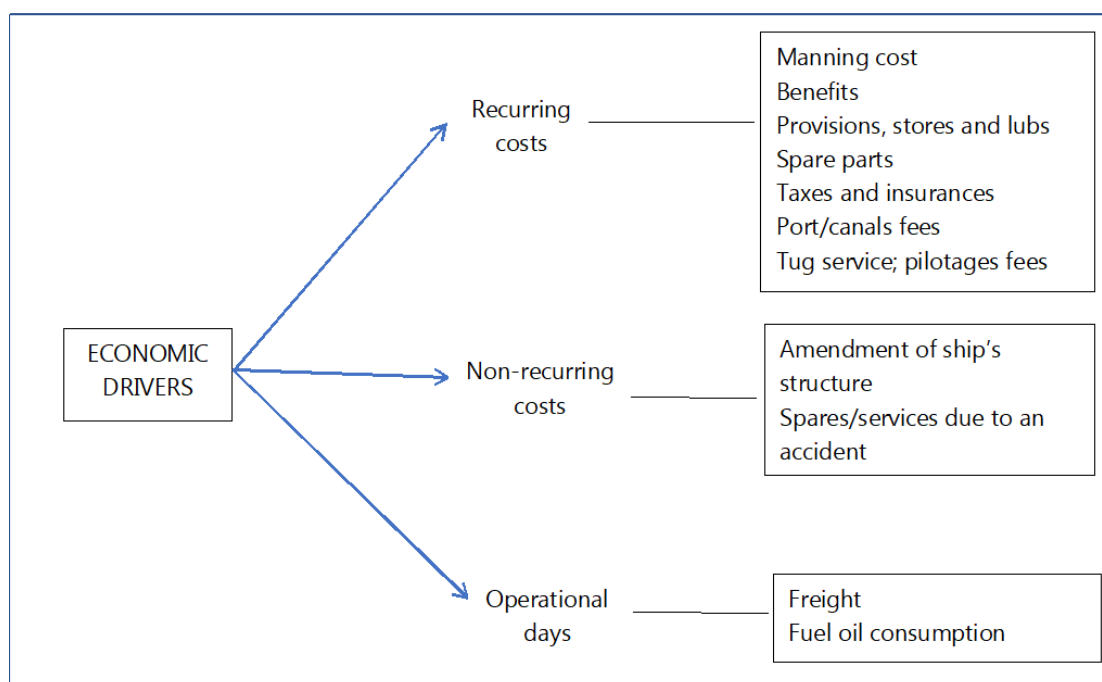 ECONOMIC
DRIVERS
Recurring
costs
Manning cost
Benefits
Provisions, stores and lubs
Spare parts
Taxes and insurances
Port/canals fees
Tug service; pilotages fees
Non-recurring
costs
Amendment of ship's
structure
Spares/services due to an
accident
Operational
days
Freight
Fuel oil consumption